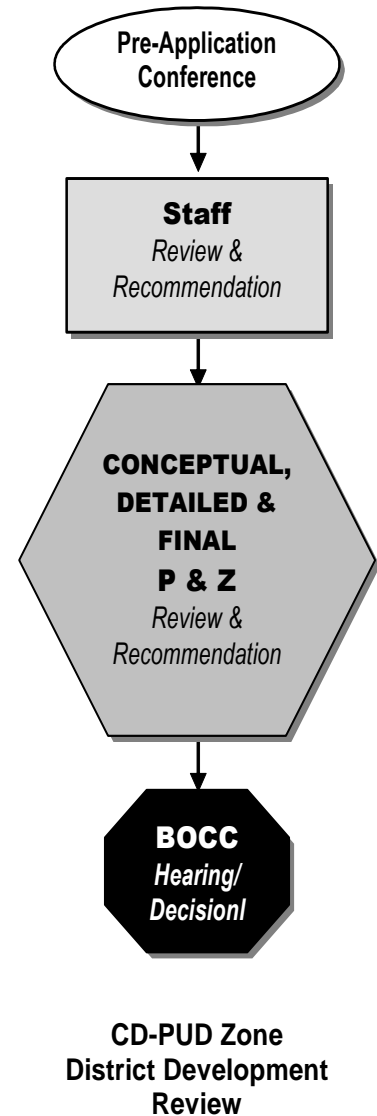 Pre-Application
Conference
Staff
Review &
Recommendation
CONCEPTUAL,
DETAILED &
FINAL
P & Z
Review &
Recommendation
BOCC
Hearing/
Decisionl
CD-PUD Zone
District Development
Review